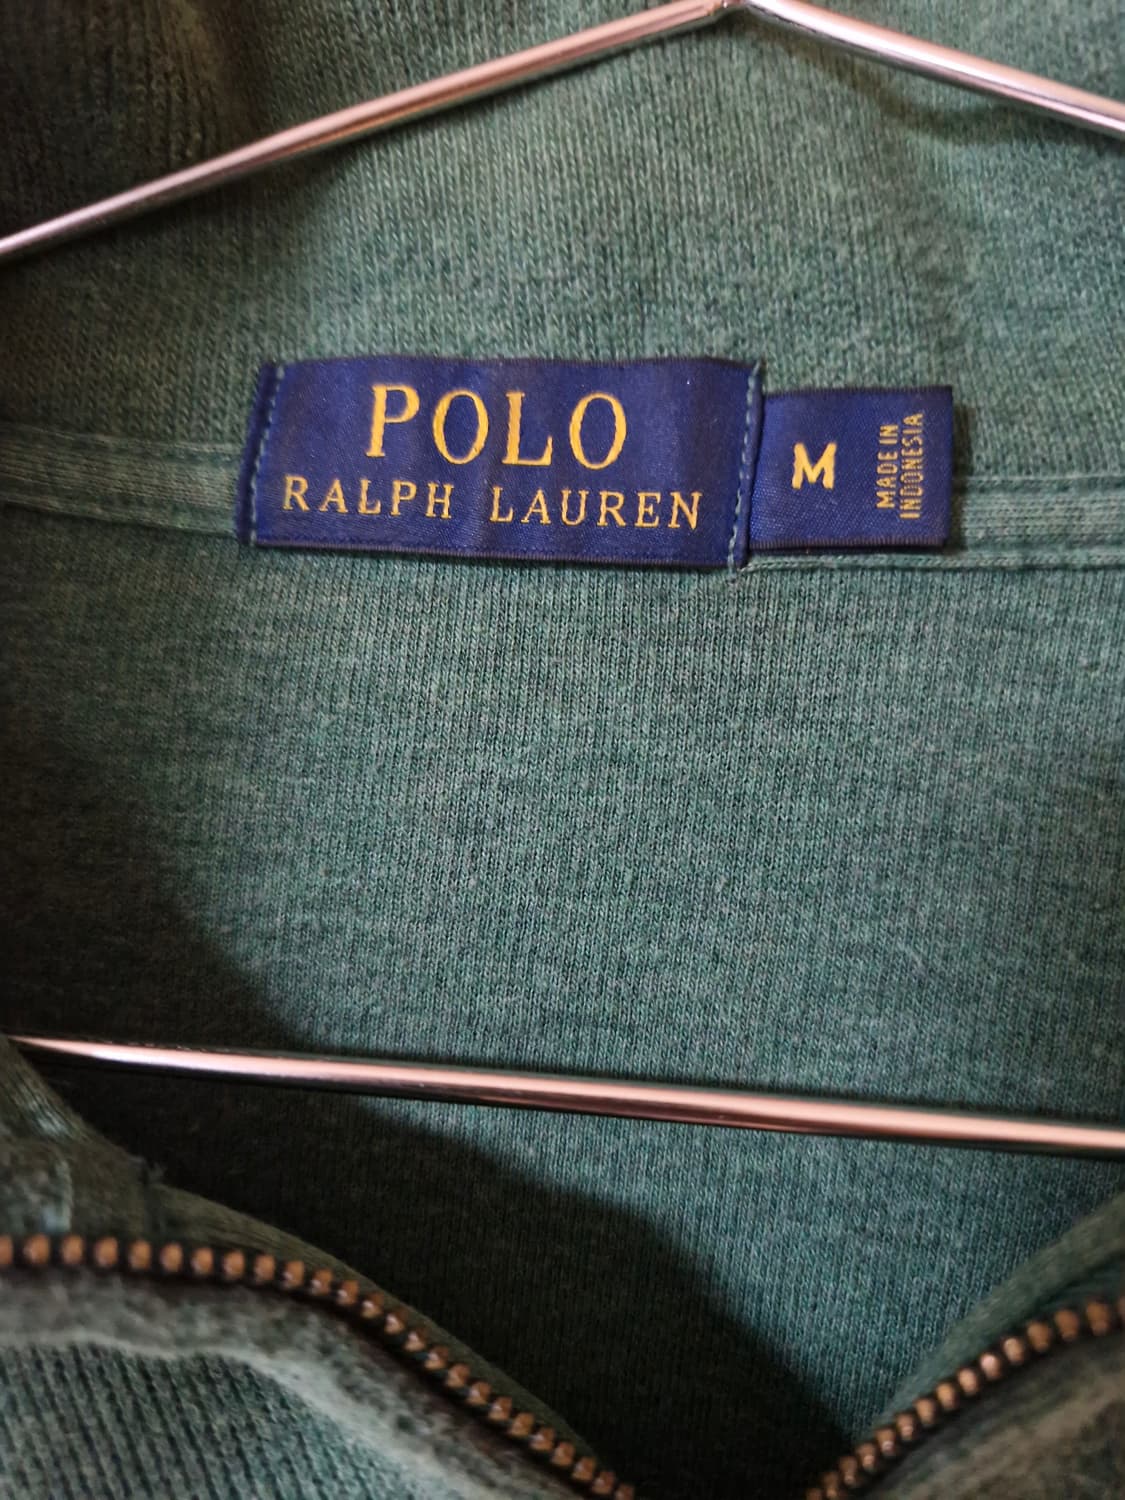 POLO
RALPH LAUREN
M
MADE IN
INDONESIA